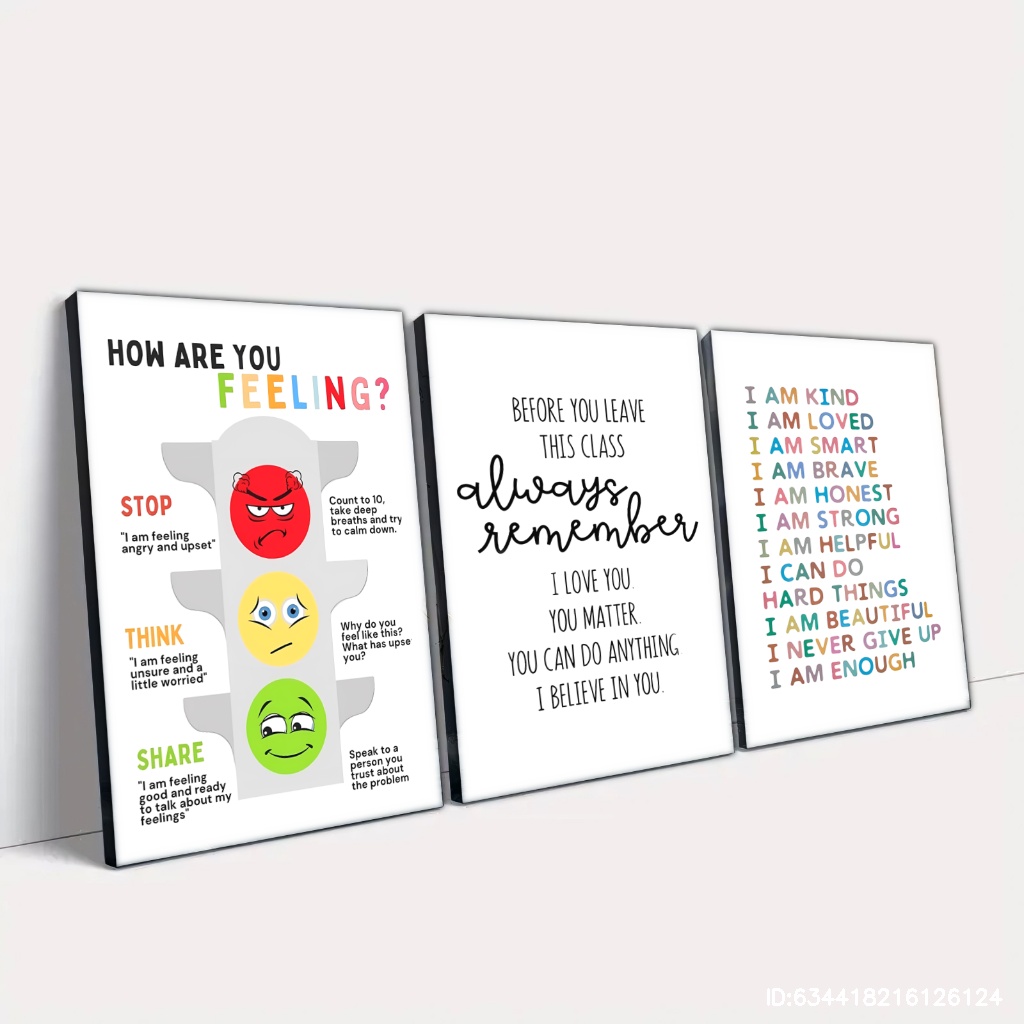 HOW ARE YOU
FEELING?
STOP
"I am feeling
angry and upset"
Count to 10,
take deep
breaths and try
to calm down.
THINK
"I am feeling
unsure and a
little worried"
Why do you
feel like this?
What has upse
you?
SHARE
"I am feeling
good and ready
to talk about my
feelings"
Speak to a
person you
trust about
the problem
BEFORE YOU LEAVE
THIS CLASS
always
remember
I LOVE YOU.
YOU MATTER.
YOU CAN DO ANYTHING
I BELIEVE IN YOU.
I AM KIND
I AM LOVED
I AM SMART
I AM BRAVE
I AM HONEST
I AM STRONG
I AM HELPFUL
I CAN DO
HARD THINGS
I AM BEAUTIFUL
I NEVER GIVE UP
I AM ENOUGH
ID:634418216126124